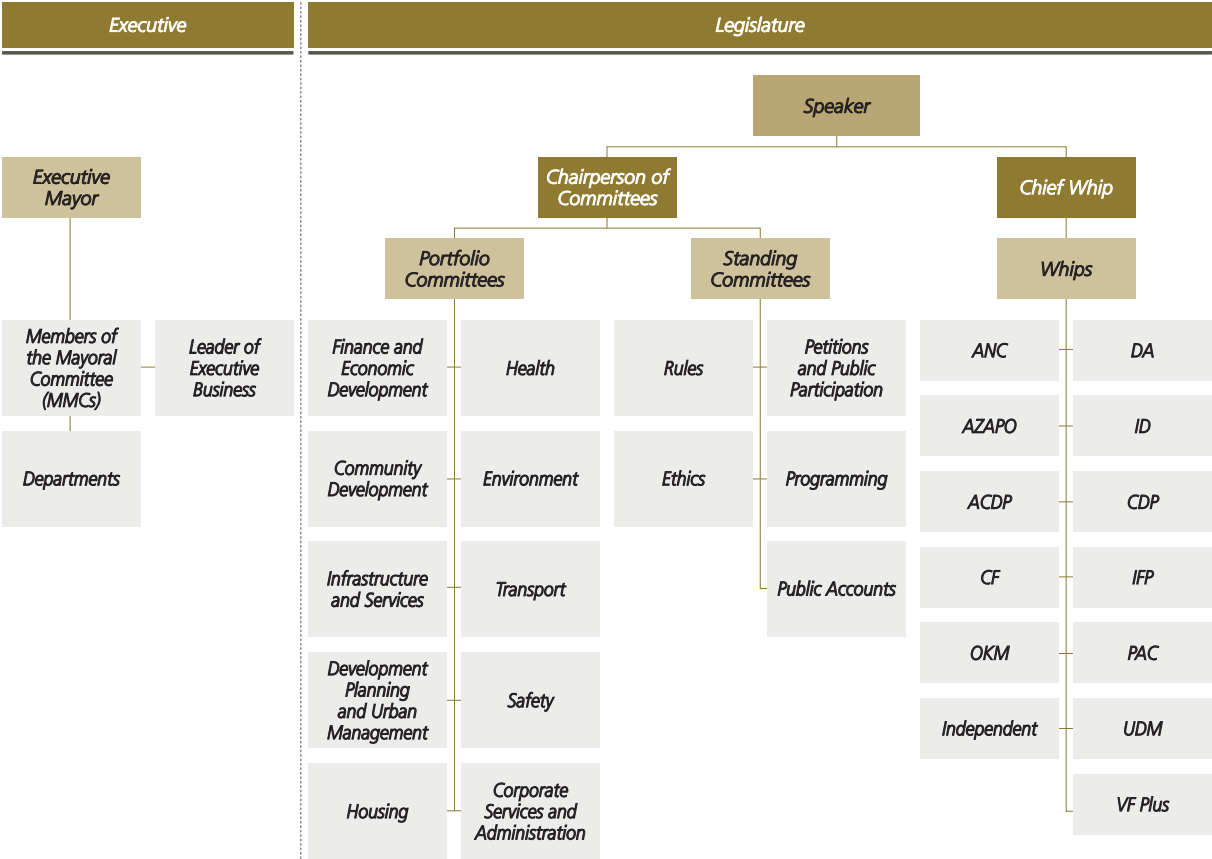 Executive
Legislature
Speaker
Executive
Mayor
Chairperson of
Committees
Chief Whip
Portfolio
Committees
Standing
Committees
Whips
Members of
the Mayoral
Committee
(MMCs)
Leader of
Executive
Business
Departments
Finance and
Economic
Development
Health
Community
Development
Environment
Infrastructure
and Services
Transport
Development
Planning
and Urban
Management
Safety
Housing
Corporate
Services and
Administration
Rules
Petitions
and Public
Participation
Ethics
Programming
Public Accounts
ANC
DA
AZAPO
ID
ACDP
CDP
CF
IFP
OKM
PAC
Independent
UDM
VF Plus